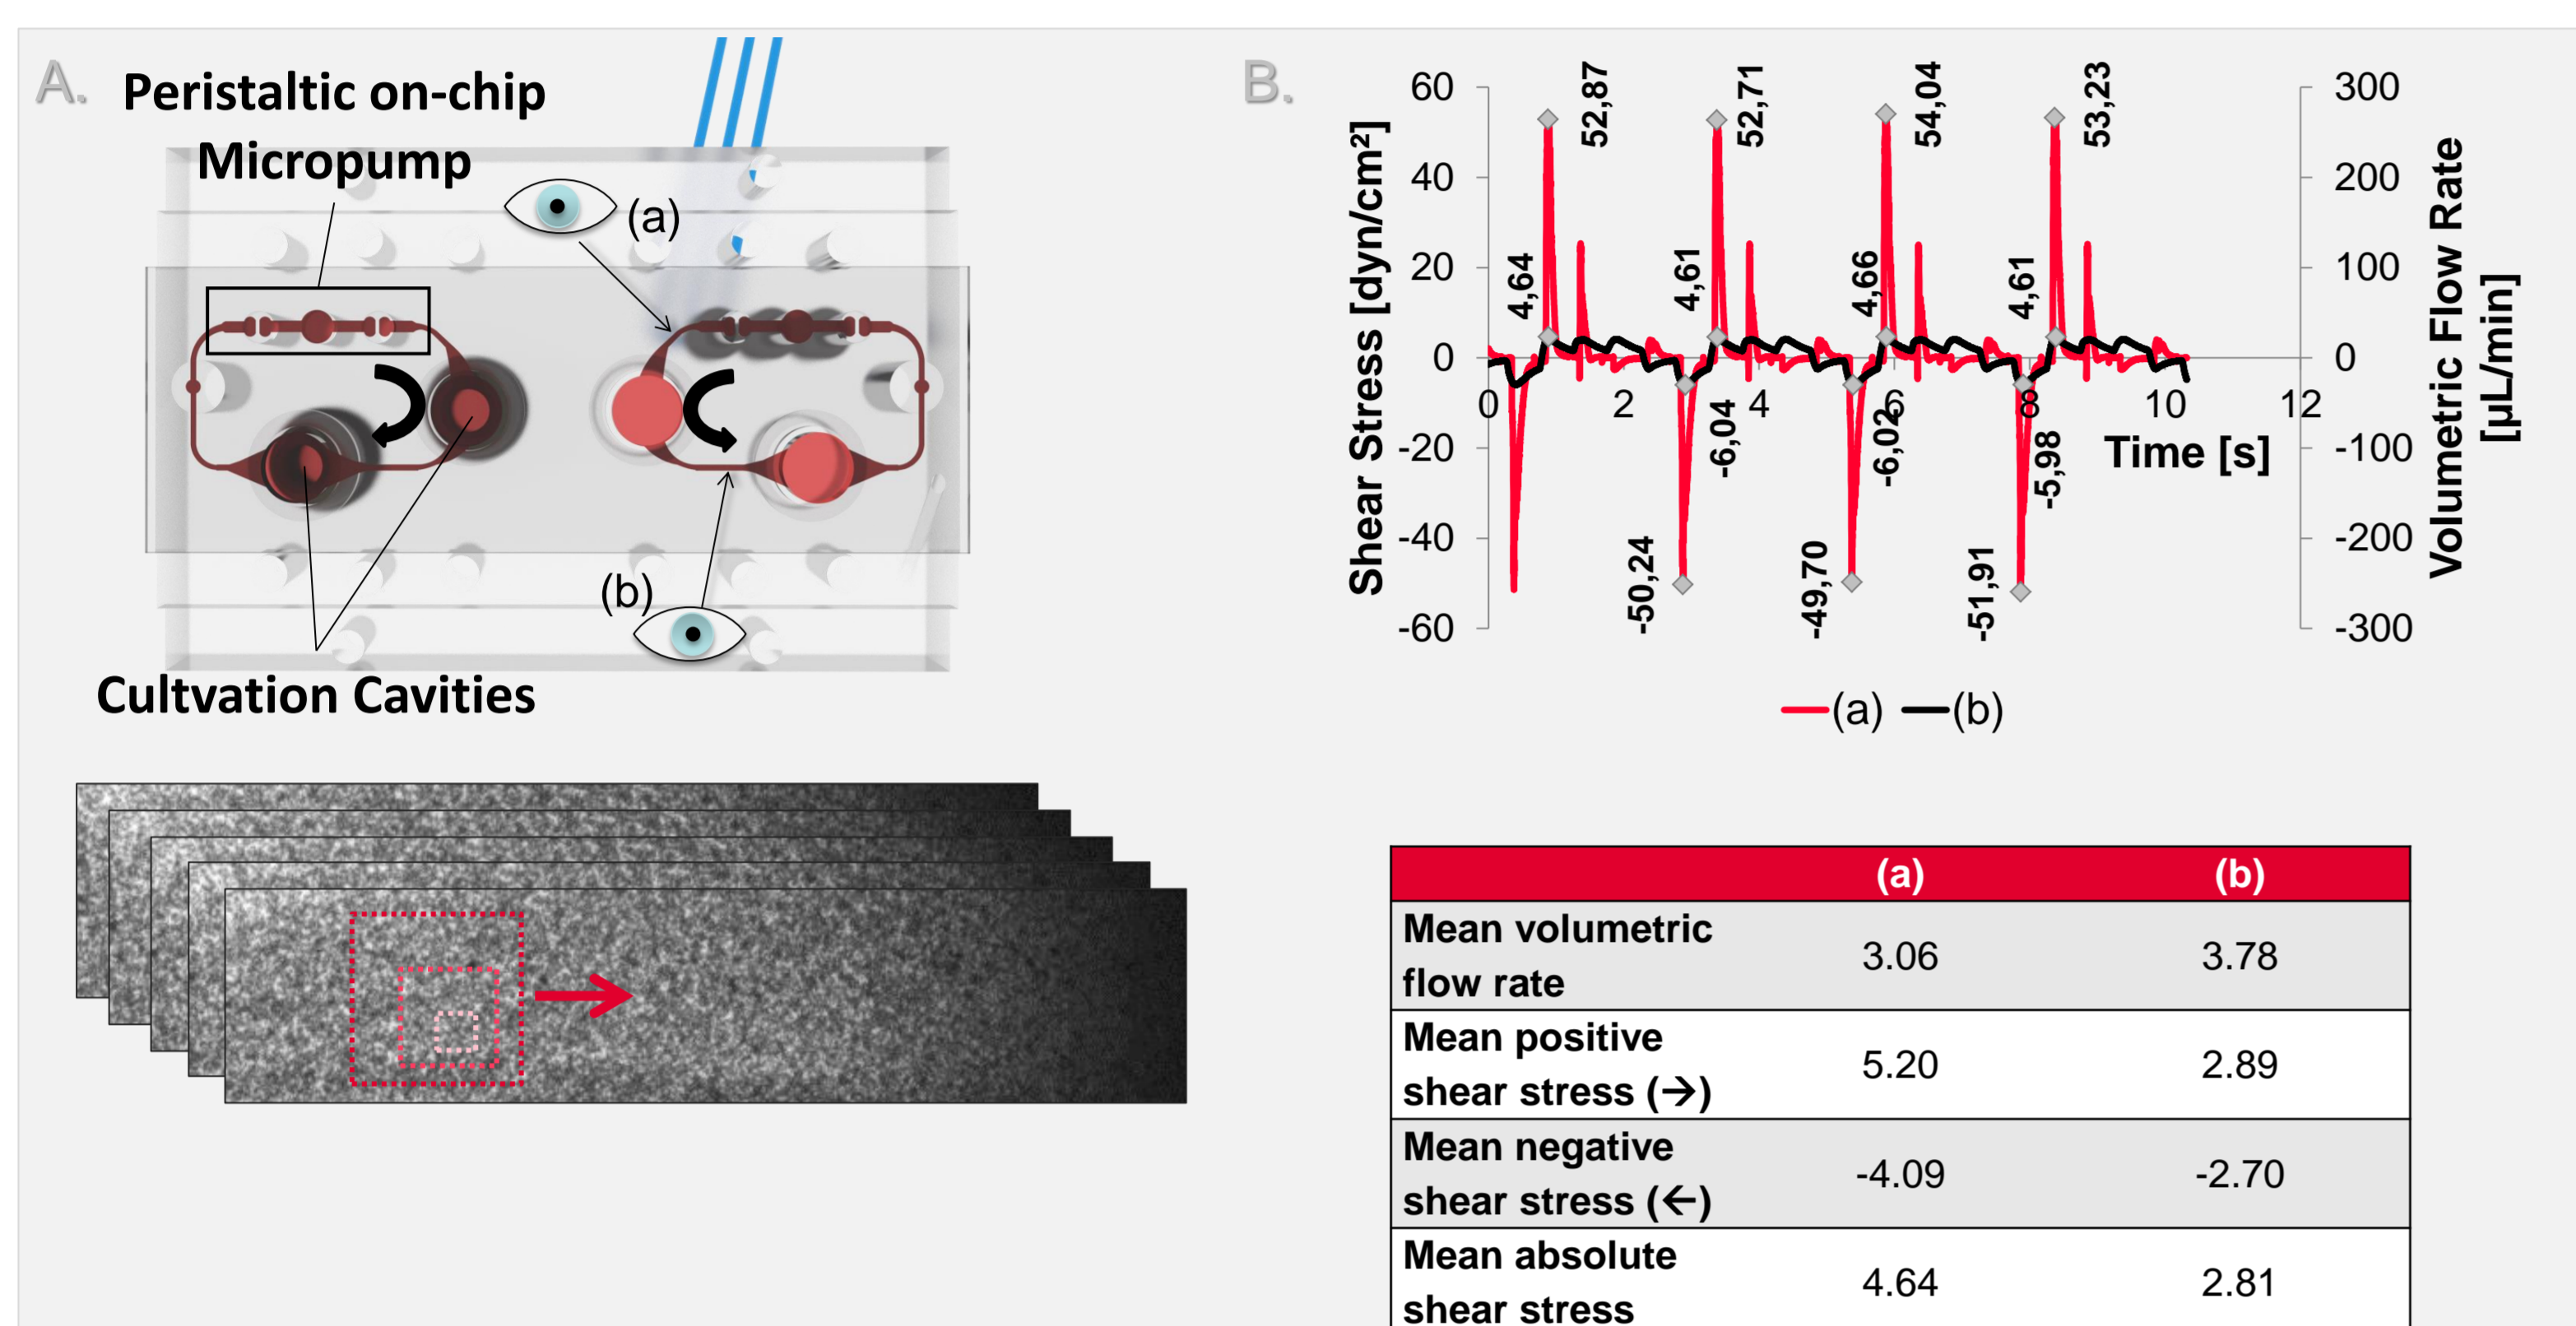 A.
Peristaltic on-chip
Micropump
(a)
(b)
Cultvation Cavities
B.
Shear Stress [dyn/cm²]
60
40
20
0
-20
-40
-60
4,64
52,87
4,61
52,71
4,66
54,04
4,61
53,23
-50,24
-6,04
-49,70
-6,02
-51,91
-5,98
0
2
4
6
8
10
12
Time [s]
300
200
100
0
-100
-200
-300
Volumetric Flow Rate
[µL/min]
(a) (b)
(a) (b)
Mean volumetric
flow rate
3.06 3.78
Mean positive
shear stress (→)
5.20 2.89
Mean negative
shear stress (←)
-4.09 -2.70
Mean absolute
shear stress
4.64 2.81